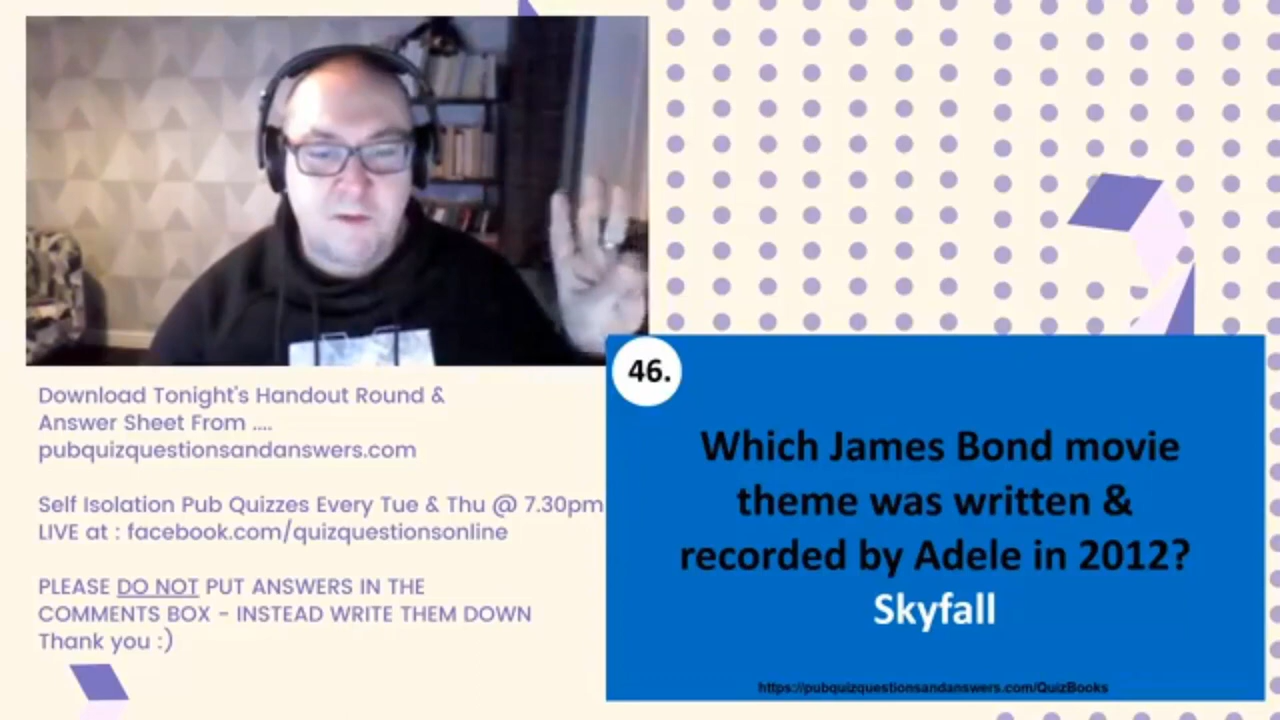 Download Tonight's Handout Round &
Answer Sheet From ....
pubquizquestionsandanswers.com
Self Isolation Pub Quizzes Every Tue & Thu @ 7.30pm
LIVE at : facebook.com/quizquestionsonline
PLEASE DO NOT PUT ANSWERS IN THE
COMMENTS BOX - INSTEAD WRITE THEM DOWN
Thank you :)
46.
Which James Bond movie
theme was written &
recorded by Adele in 2012?
Skyfall
https://pubquizquestionsandanswers.com/QuizBooks